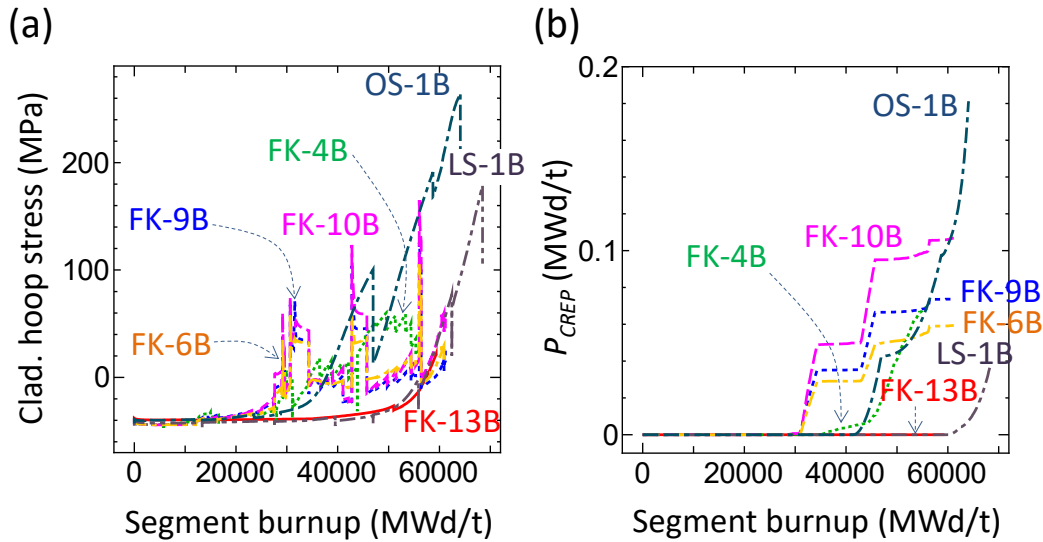 (a)
Clad. hoop stress (MPa)
200
100
0
0
20000
40000
60000
Segment burnup (MWd/t)
OS-1B
FK-4B
LS-1B
FK-9B
FK-10B
FK-6B
FK-13B
(b)
P_CREP (MWd/t)
0.2
0.1
0
0
20000
40000
60000
Segment burnup (MWd/t)
OS-1B
FK-10B
FK-4B
FK-9B
FK-6B
LS-1B
FK-13B